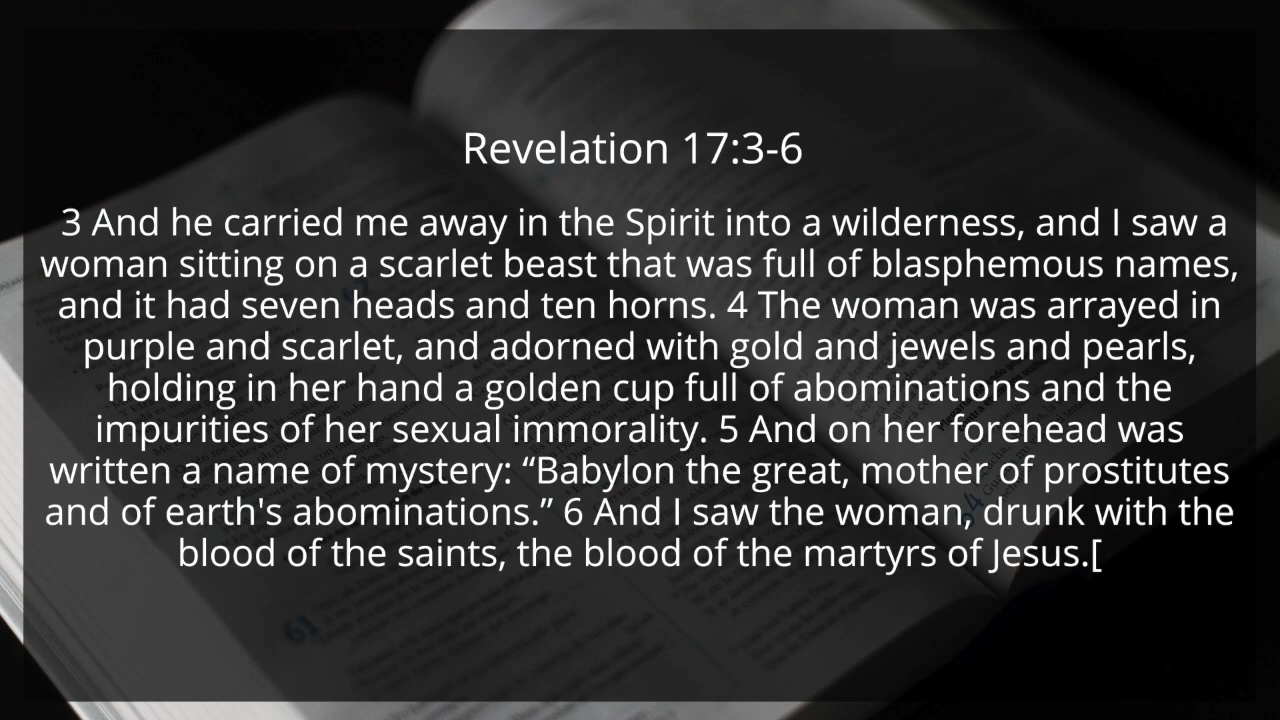 Revelation 17:3-6
3 And he carried me away in the Spirit into a wilderness, and I saw a
woman sitting on a scarlet beast that was full of blasphemous names,
and it had seven heads and ten horns. 4 The woman was arrayed in
purple and scarlet, and adorned with gold and jewels and pearls,
holding in her hand a golden cup full of abominations and the
impurities of her sexual immorality. 5 And on her forehead was
written a name of mystery: “Babylon the great, mother of prostitutes
and of earth's abominations.” 6 And I saw the woman, drunk with the
blood of the saints, the blood of the martyrs of Jesus.[